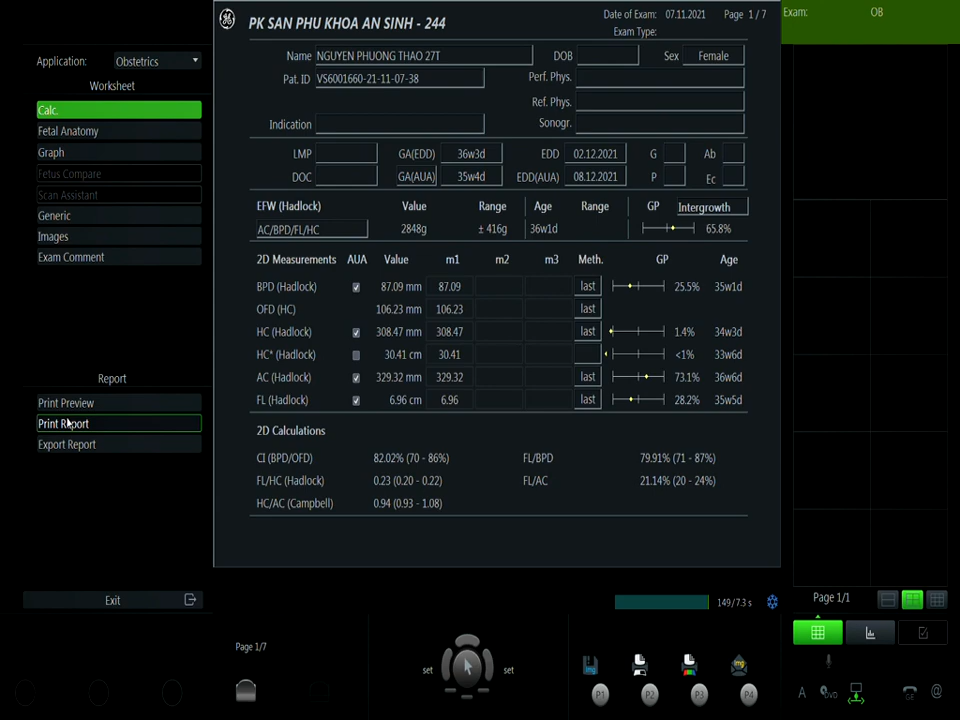 PK SAN PHU KHOA AN SINH - 244
Date of Exam: 07.11.2021 Page 1 / 7
Exam Type:
Exam: OB
Application: Obstetrics
Worksheet
Calc.
Fetal Anatomy
Graph
Fetus Compare
Scan Assistant
Generic
Images
Exam Comment
Report
Print Preview
Print Report
Export Report
Exit
Name NGUYEN PHUONG THAO 27T DOB Sex Female
Pat. ID VS6001660-21-11-07-38 Perf. Phys.
Ref. Phys.
Indication Sonogr.
LMP GA(EDD) 36w3d EDD 02.12.2021 G Ab
DOC GA(AUA) 35w4d EDD(AUA) 08.12.2021 P Ec
EFW (Hadlock) Value Range Age Range GP Intergrowth
AC/BPD/FL/HC 2848g ± 416g 36w1d 65.8%
2D Measurements AUA Value m1 m2 m3 Meth. GP Age
BPD (Hadlock) 87.09 mm 87.09 last 25.5% 35w1d
OFD (HC) 106.23 mm 106.23 last
HC (Hadlock) 308.47 mm 308.47 last 1.4% 34w3d
HC* (Hadlock) 30.41 cm 30.41 <1% 33w6d
AC (Hadlock) 329.32 mm 329.32 last 73.1% 36w6d
FL (Hadlock) 6.96 cm 6.96 last 28.2% 35w5d
2D Calculations
CI (BPD/OFD) 82.02% (70 - 86%) FL/BPD 79.91% (71 - 87%)
FL/HC (Hadlock) 0.23 (0.20 - 0.22) FL/AC 21.14% (20 - 24%)
HC/AC (Campbell) 0.94 (0.93 - 1.08)
149/7.3 s
Page 1/1
Page 1/7
set set
Img
P1 P2 P3 P4
A DVD @